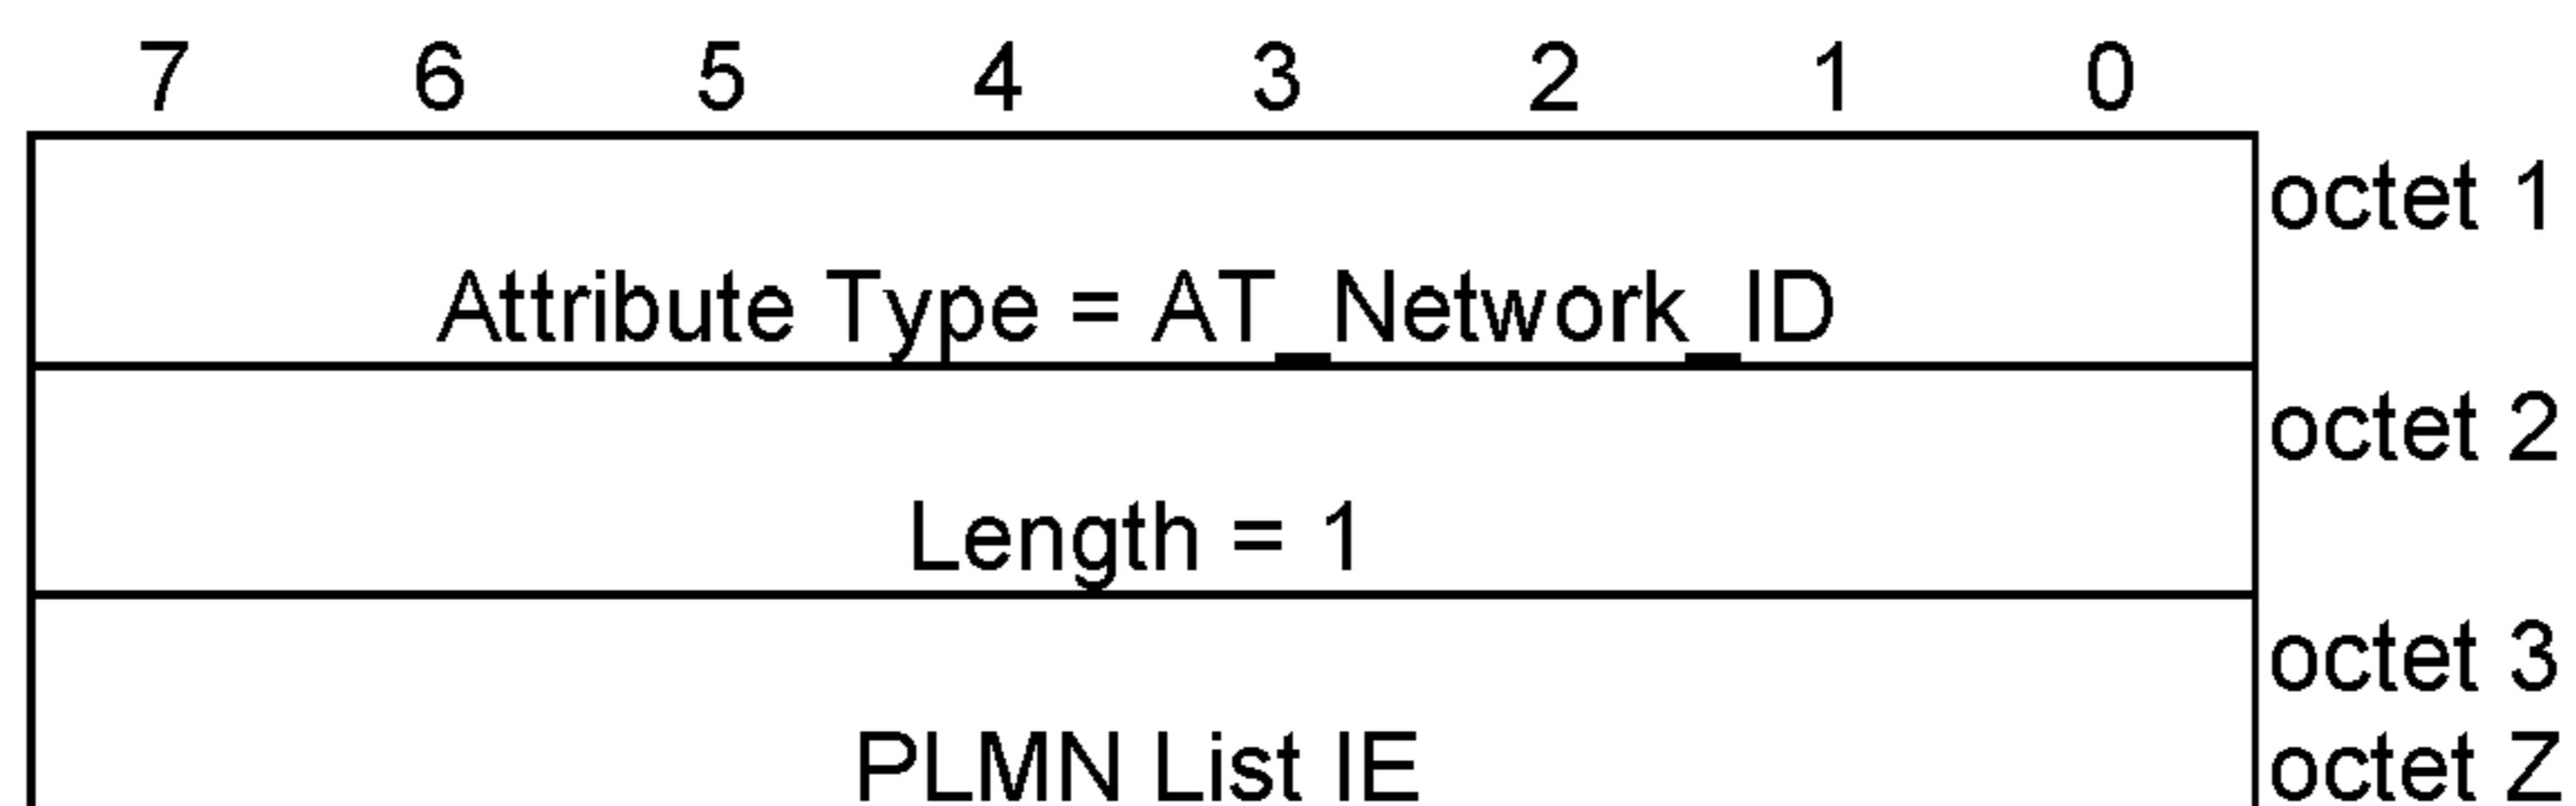 7 6 5 4 3 2 1 0
octet 1
Attribute Type = AT_Network_ID
octet 2
Length = 1
octet 3
PLMN List IE octet Z